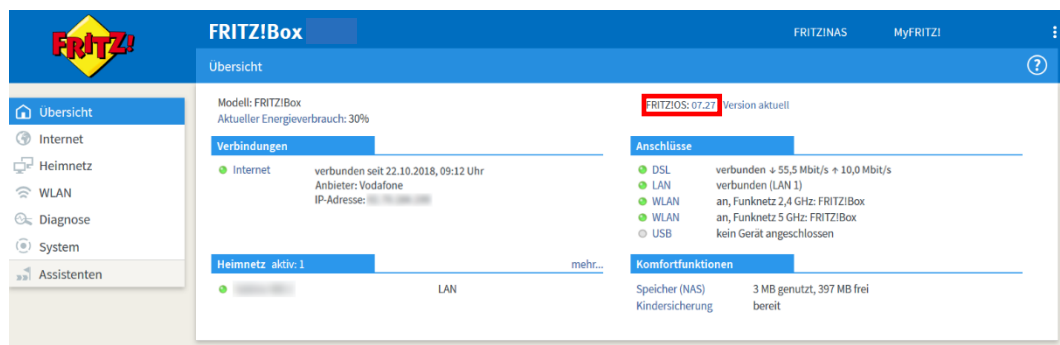 FRITZ!
FRITZ!Box
FRITZ!NAS MyFRITZ!
Übersicht
?
Übersicht
Internet
Heimnetz
WLAN
Diagnose
System
Assistenten
Modell: FRITZ!Box
Aktueller Energieverbrauch: 30%
FRITZ!OS: 07.27 Version aktuell
Verbindungen
Internet verbunden seit 22.10.2018, 09:12 Uhr
Anbieter: Vodafone
IP-Adresse:
Anschlüsse
DSL verbunden ↓ 55,5 Mbit/s ↑ 10,0 Mbit/s
LAN verbunden (LAN 1)
WLAN an, Funknetz 2,4 GHz: FRITZ!Box
WLAN an, Funknetz 5 GHz: FRITZ!Box
USB kein Gerät angeschlossen
Heimnetz aktiv: 1 mehr...
LAN
Komfortfunktionen
Speicher (NAS) 3 MB genutzt, 397 MB frei
Kindersicherung bereit